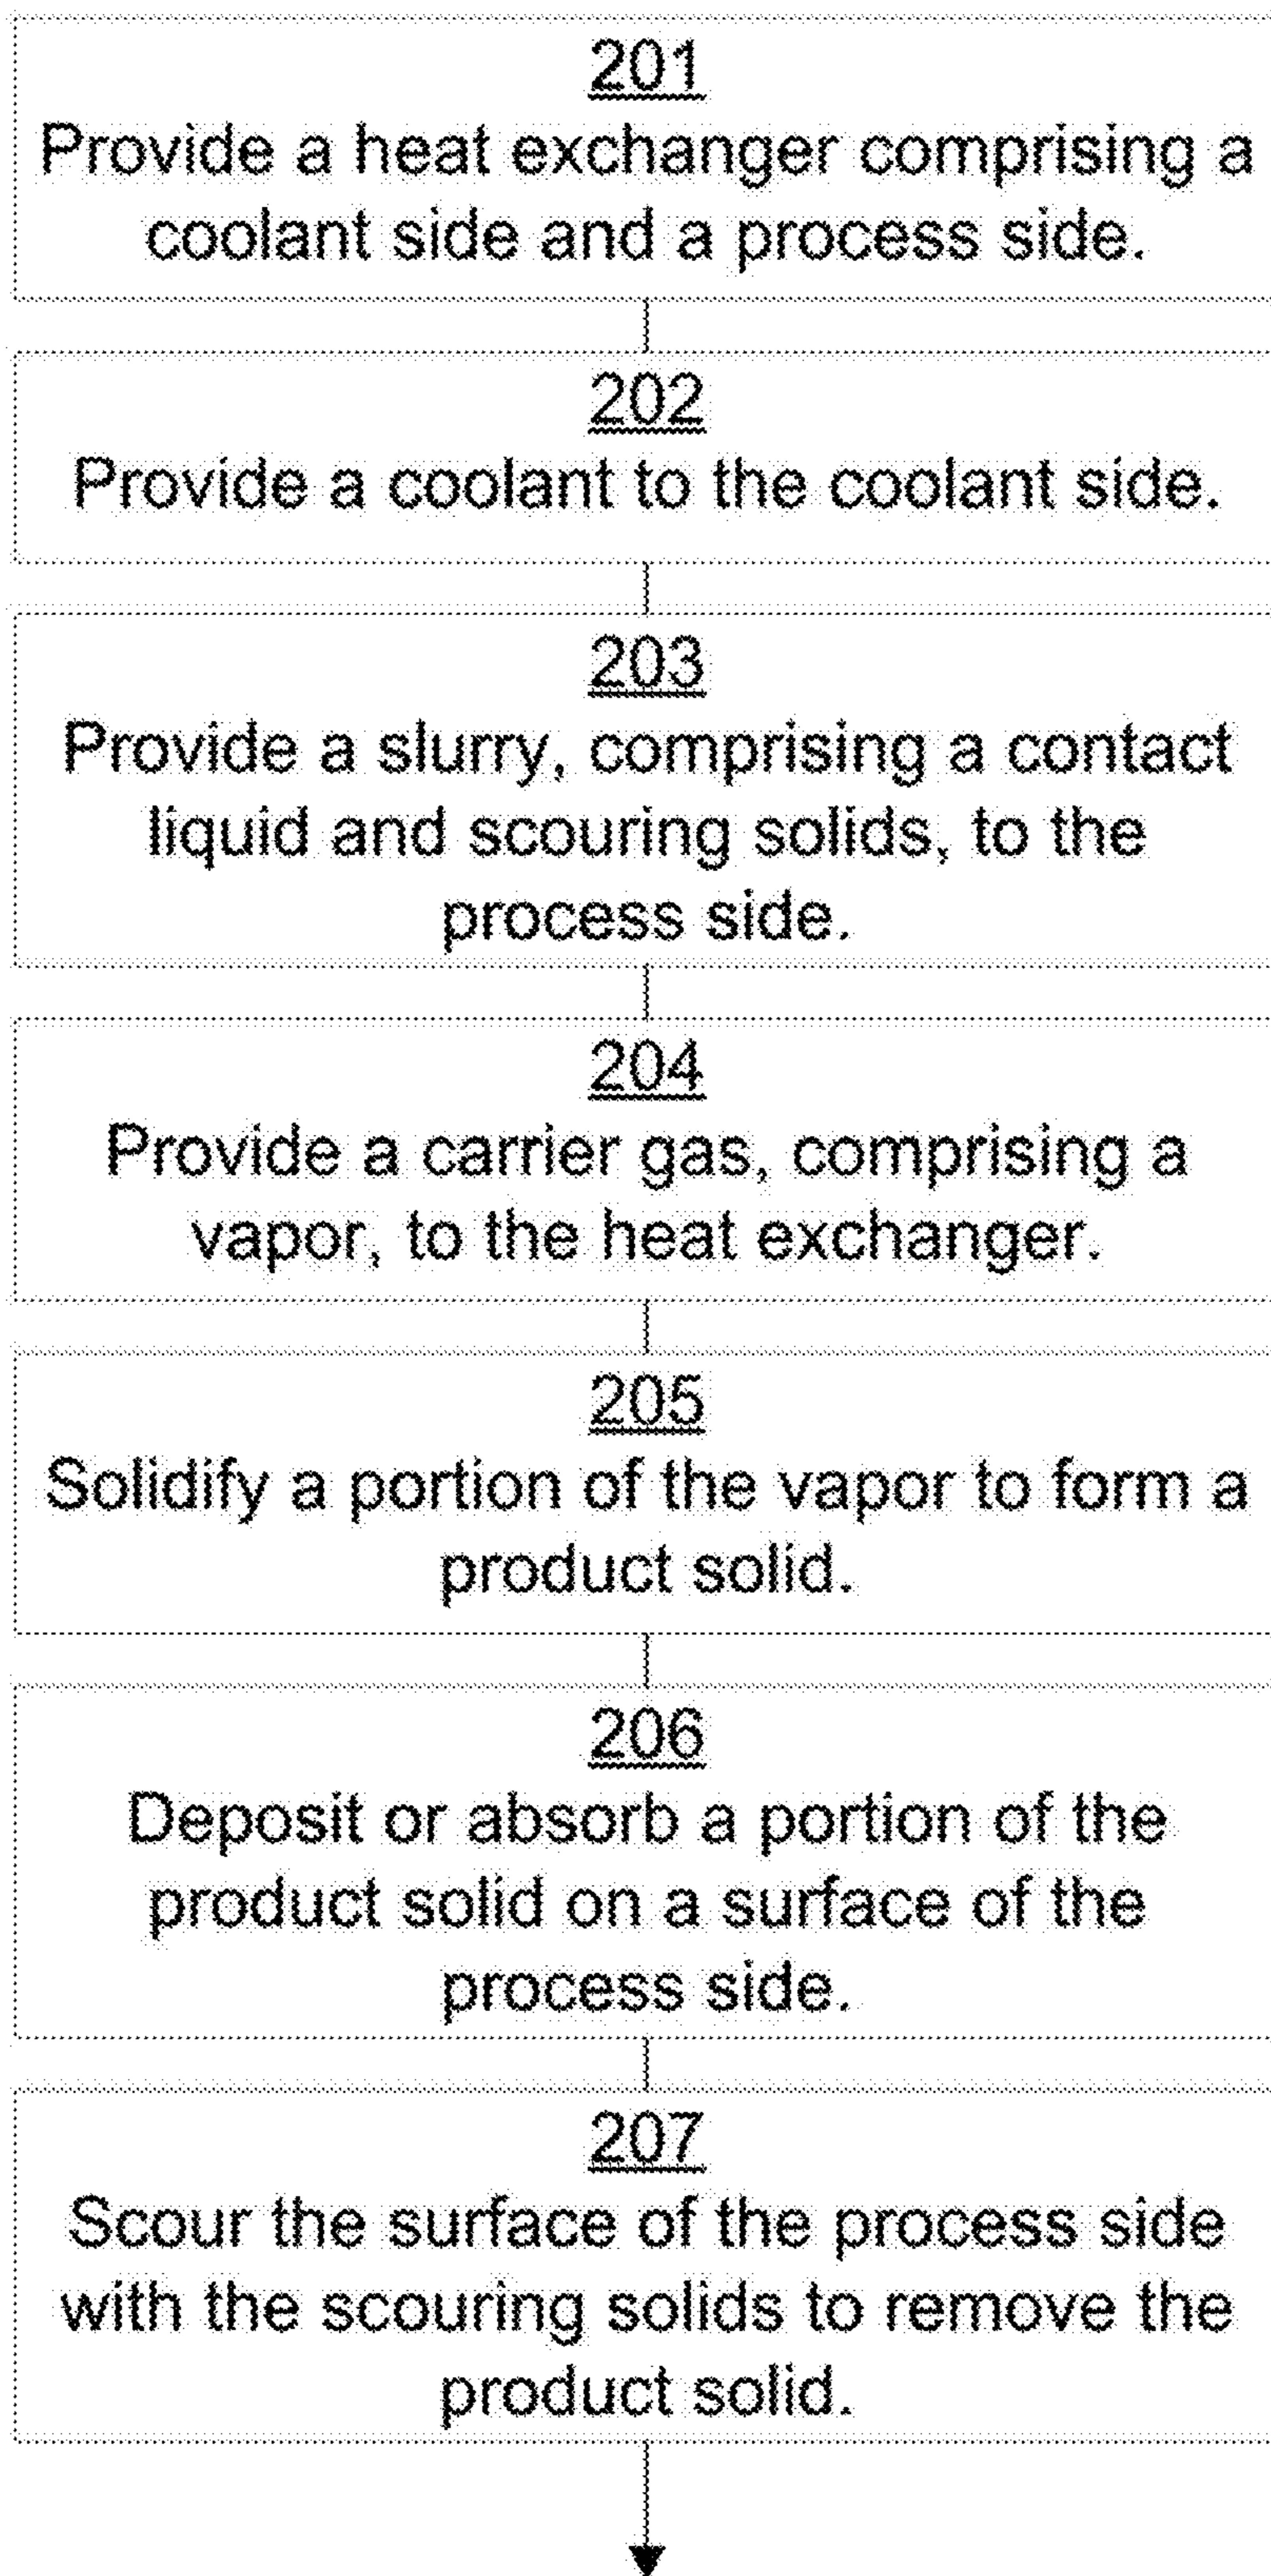 201
Provide a heat exchanger comprising a
coolant side and a process side.
202
Provide a coolant to the coolant side.
203
Provide a slurry, comprising a contact
liquid and scouring solids, to the
process side.
204
Provide a carrier gas, comprising a
vapor, to the heat exchanger.
205
Solidify a portion of the vapor to form a
product solid.
206
Deposit or absorb a portion of the
product solid on a surface of the
process side.
207
Scour the surface of the process side
with the scouring solids to remove the
product solid.